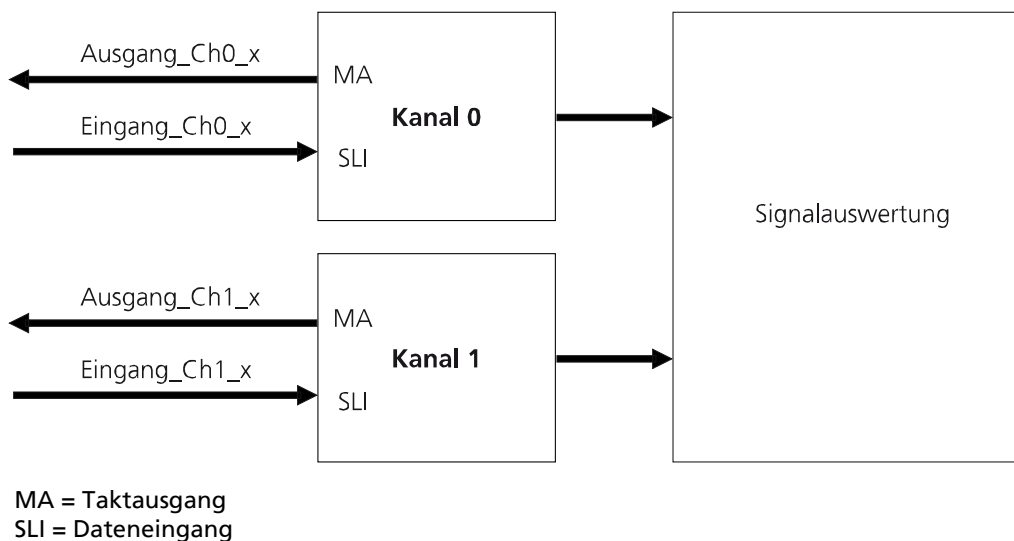 Ausgang_Ch0_x
MA
Kanal 0
Eingang_Ch0_x
SLI
Signalauswertung
Ausgang_Ch1_x
MA
Kanal 1
Eingang_Ch1_x
SLI
MA = Taktausgang
SLI = Dateneingang